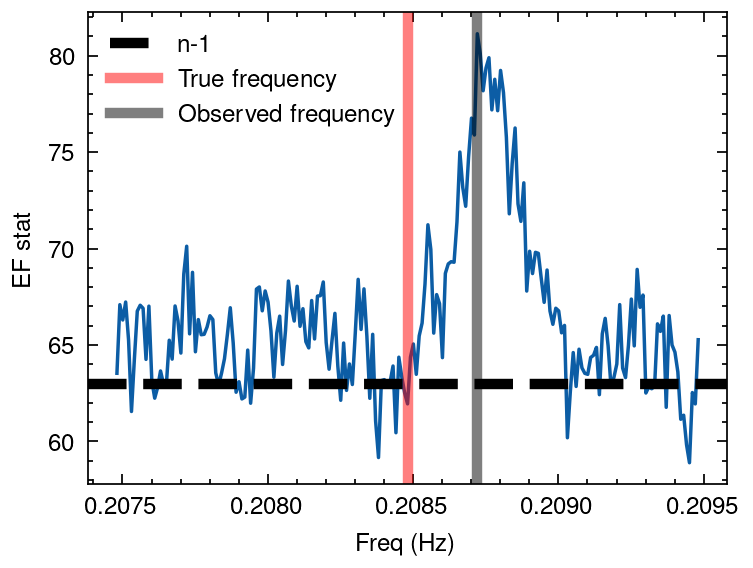 n-1
True frequency
Observed frequency
80
75
70
65
60
EF stat
0.2075
0.2080
0.2085
0.2090
0.2095
Freq (Hz)